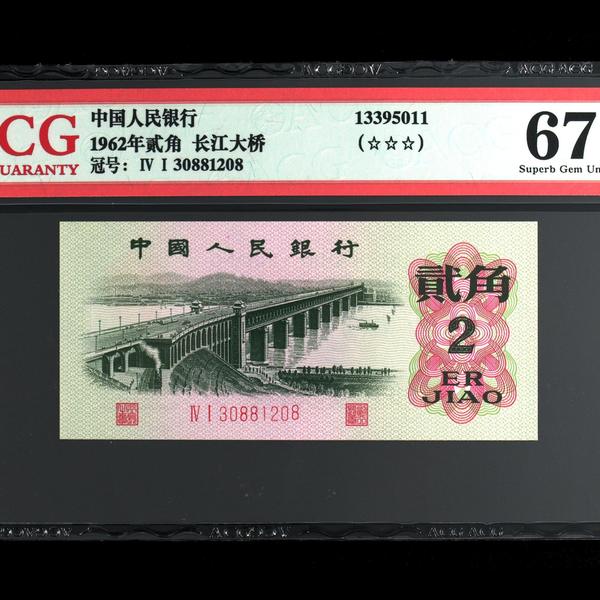 CG
UARANTY
中国人民银行
1962年贰角 长江大桥
冠号: IV I 30881208
13395011
(☆☆☆)
67
Superb Gem Un
中國人民銀行
貳角
2
ER
JIAO
IV I 30881208